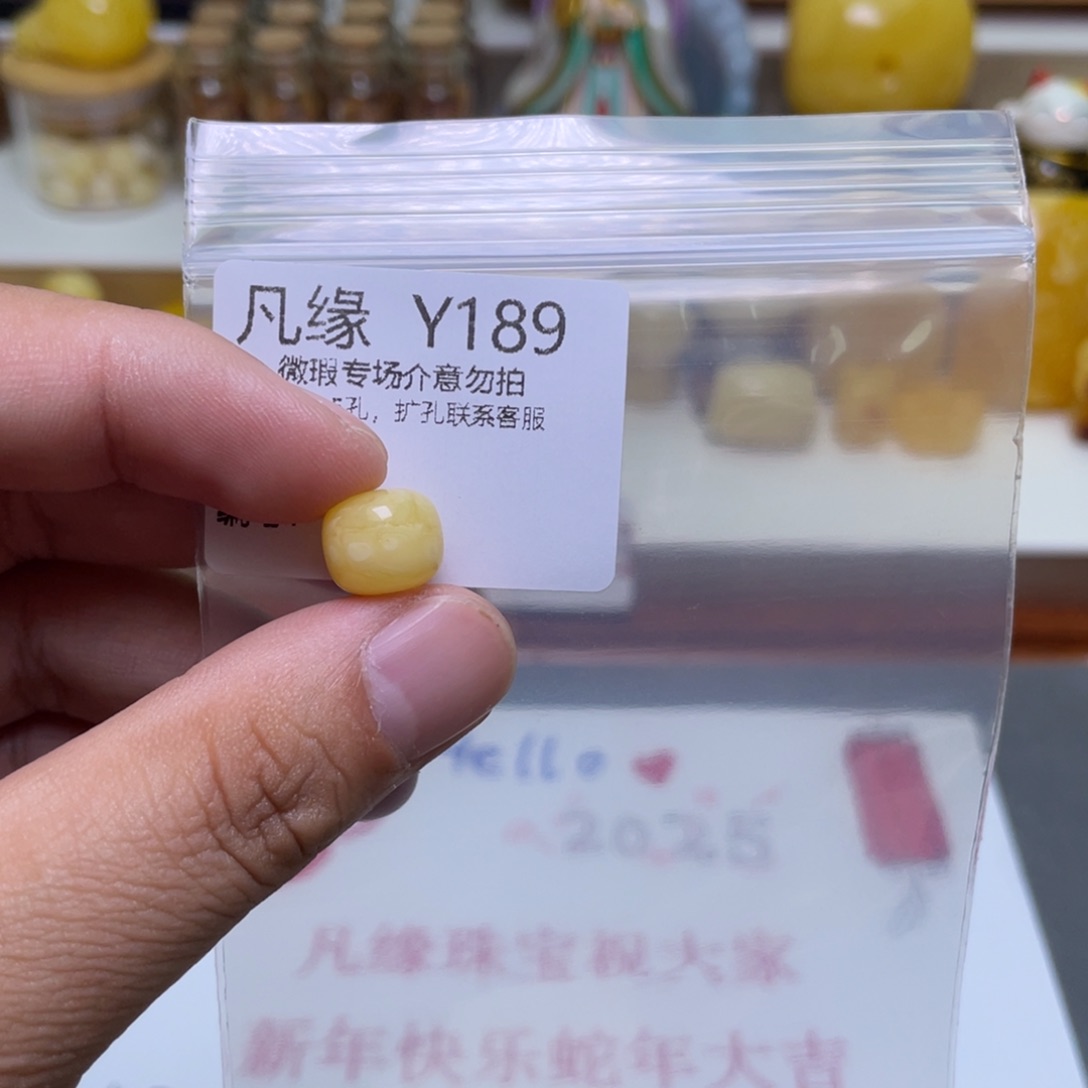 凡缘 Y189
微瑕专场介意勿拍
孔，扩孔联系客服
Hello
2025
凡缘珠宝祝大家
新年快乐蛇年大吉